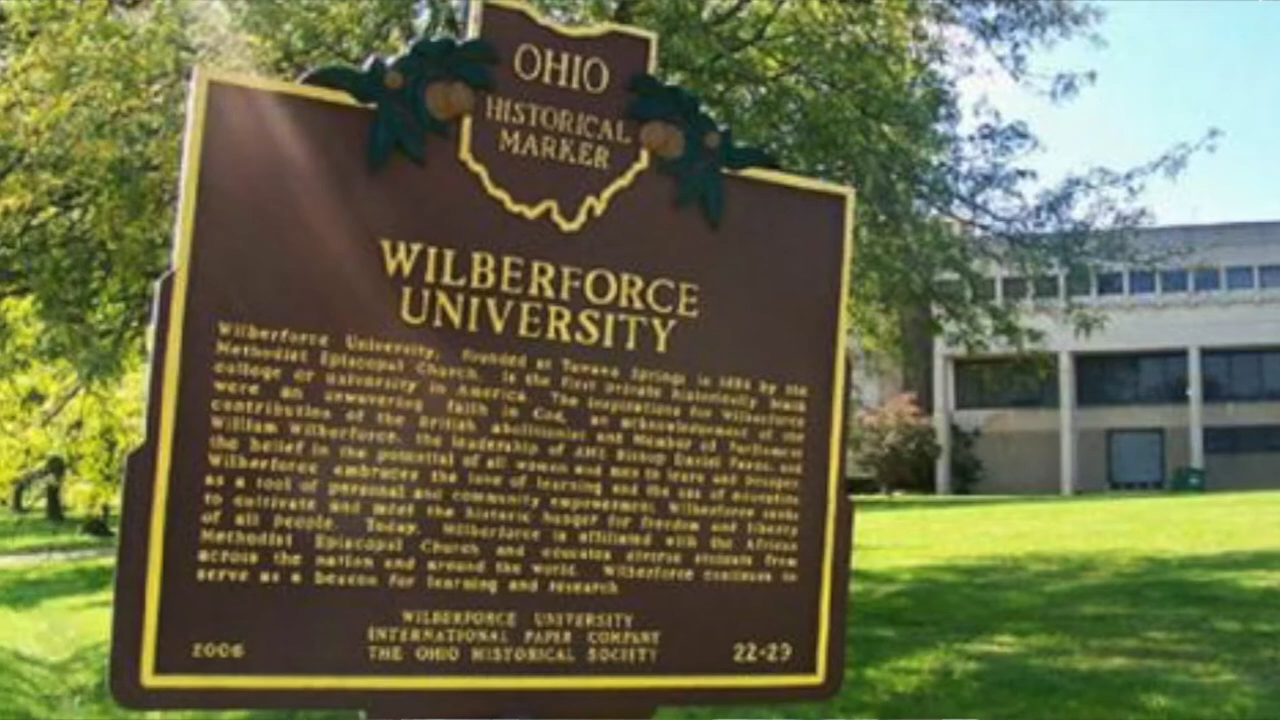 OHIO
HISTORICAL
MARKER
WILBERFORCE
UNIVERSITY
Wilberforce University, founded at Tawawa Springs in 1856 by the
Methodist Episcopal Church, is the first private historically black
college or university in America. The inspirations for Wilberforce
were an unwavering faith in God, an acknowledgement of the
contribution of the British abolitionist and Member of Parliament
William Wilberforce, the leadership of AME Bishop Daniel Payne, and
the belief in the potential of all women and men to learn and prosper.
Wilberforce embraces the love of learning and the use of education
as a tool of personal and community empowerment. Wilberforce exists
to cultivate and meet the historic hunger for freedom and liberty
of all people. Today, Wilberforce is affiliated with the African
Methodist Episcopal Church and educates diverse students from
across the nation and around the world. Wilberforce continues to
serve as a beacon for learning and research.
WILBERFORCE UNIVERSITY
INTERNATIONAL PAPER COMPANY
THE OHIO HISTORICAL SOCIETY
2006
22-29